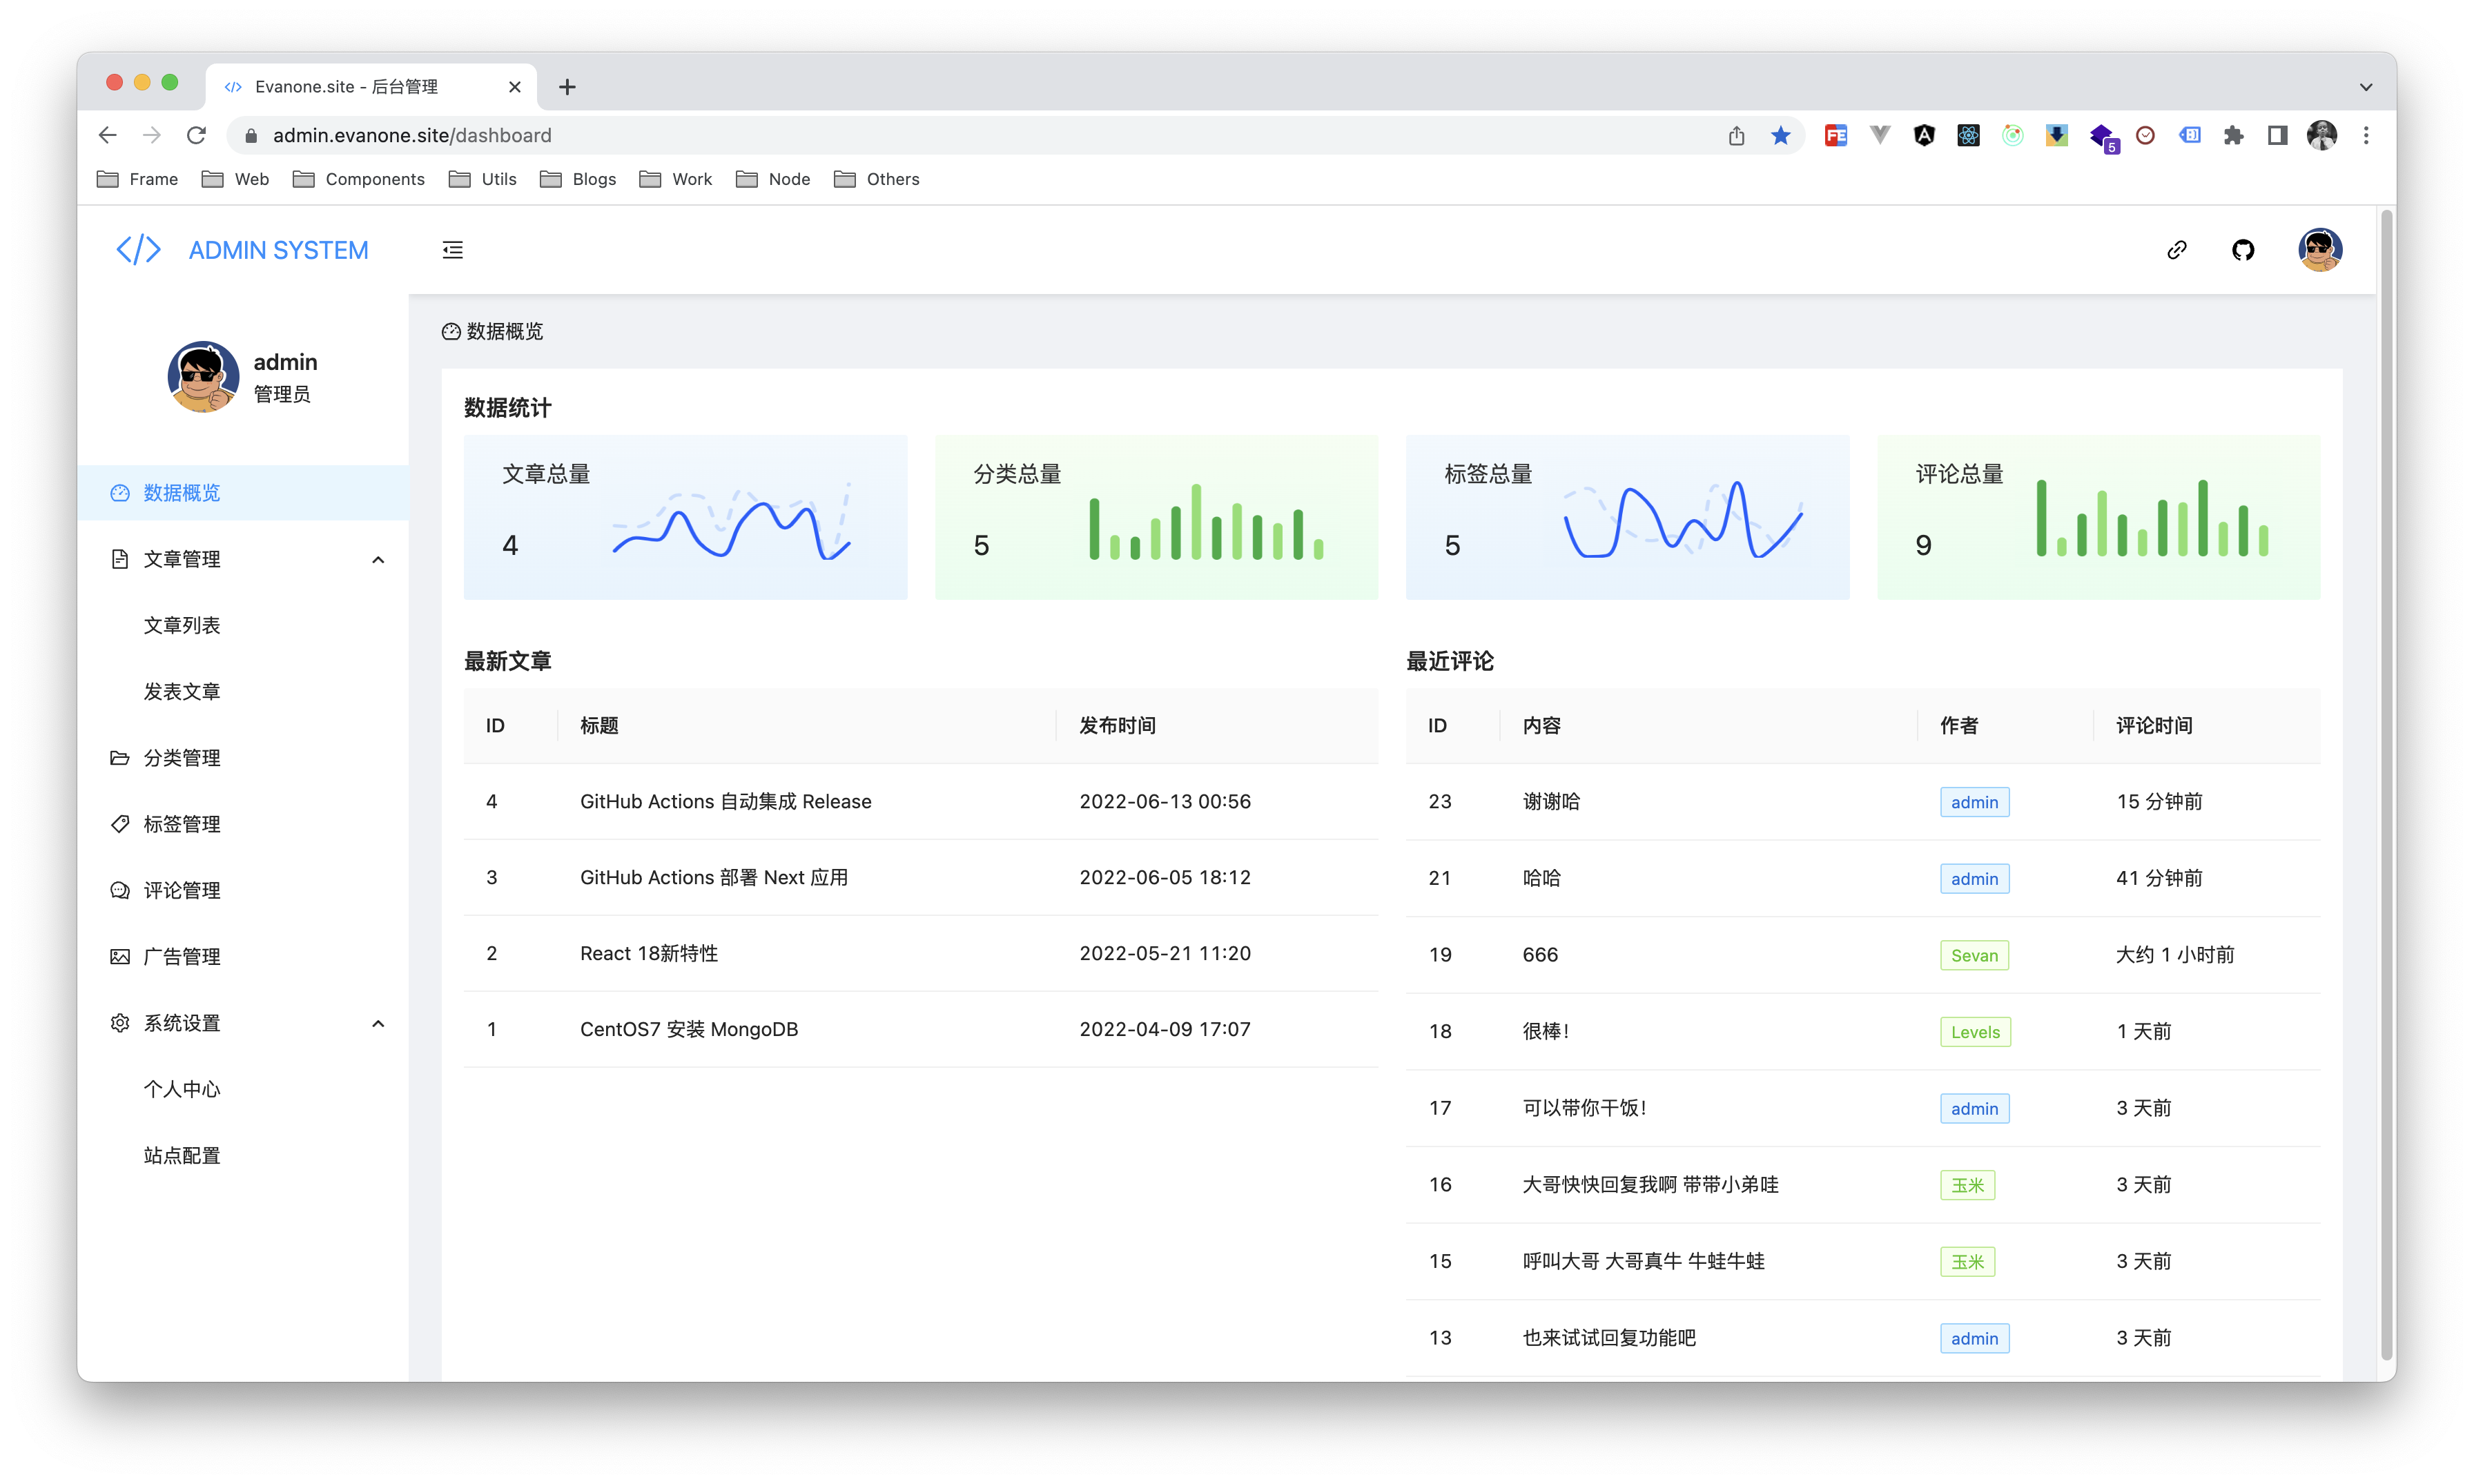 Evanone.site - 后台管理
admin.evanone.site/dashboard
5
Frame Web Components Utils Blogs Work Node Others
ADMIN SYSTEM
admin
管理员
数据概览
文章管理
文章列表
发表文章
分类管理
标签管理
评论管理
广告管理
系统设置
个人中心
站点配置
数据概览
数据统计
文章总量
4
分类总量
5
标签总量
5
评论总量
9
最新文章
ID 标题 发布时间
4 GitHub Actions 自动集成 Release 2022-06-13 00:56
3 GitHub Actions 部署 Next 应用 2022-06-05 18:12
2 React 18新特性 2022-05-21 11:20
1 CentOS7 安装 MongoDB 2022-04-09 17:07
最近评论
ID 内容 作者 评论时间
23 谢谢哈 admin 15 分钟前
21 哈哈 admin 41 分钟前
19 666 Sevan 大约 1 小时前
18 很棒! Levels 1 天前
17 可以带你干饭! admin 3 天前
16 大哥快快回复我啊 带带小弟哇 玉米 3 天前
15 呼叫大哥 大哥真牛 牛蛙牛蛙 玉米 3 天前
13 也来试试回复功能吧 admin 3 天前